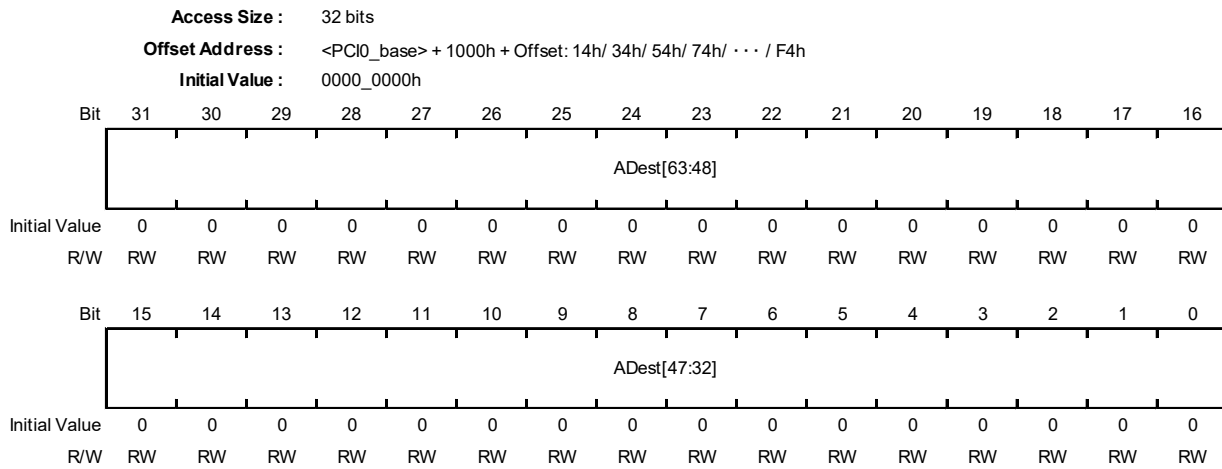 Access Size : 32 bits
Offset Address : <PCI0_base> + 1000h + Offset: 14h/ 34h/ 54h/ 74h/ ・・・ / F4h
Initial Value : 0000_0000h
Bit 31 30 29 28 27 26 25 24 23 22 21 20 19 18 17 16
ADest[63:48]
Initial Value 0 0 0 0 0 0 0 0 0 0 0 0 0 0 0 0
R/W RW RW RW RW RW RW RW RW RW RW RW RW RW RW RW RW
Bit 15 14 13 12 11 10 9 8 7 6 5 4 3 2 1 0
ADest[47:32]
Initial Value 0 0 0 0 0 0 0 0 0 0 0 0 0 0 0 0
R/W RW RW RW RW RW RW RW RW RW RW RW RW RW RW RW RW